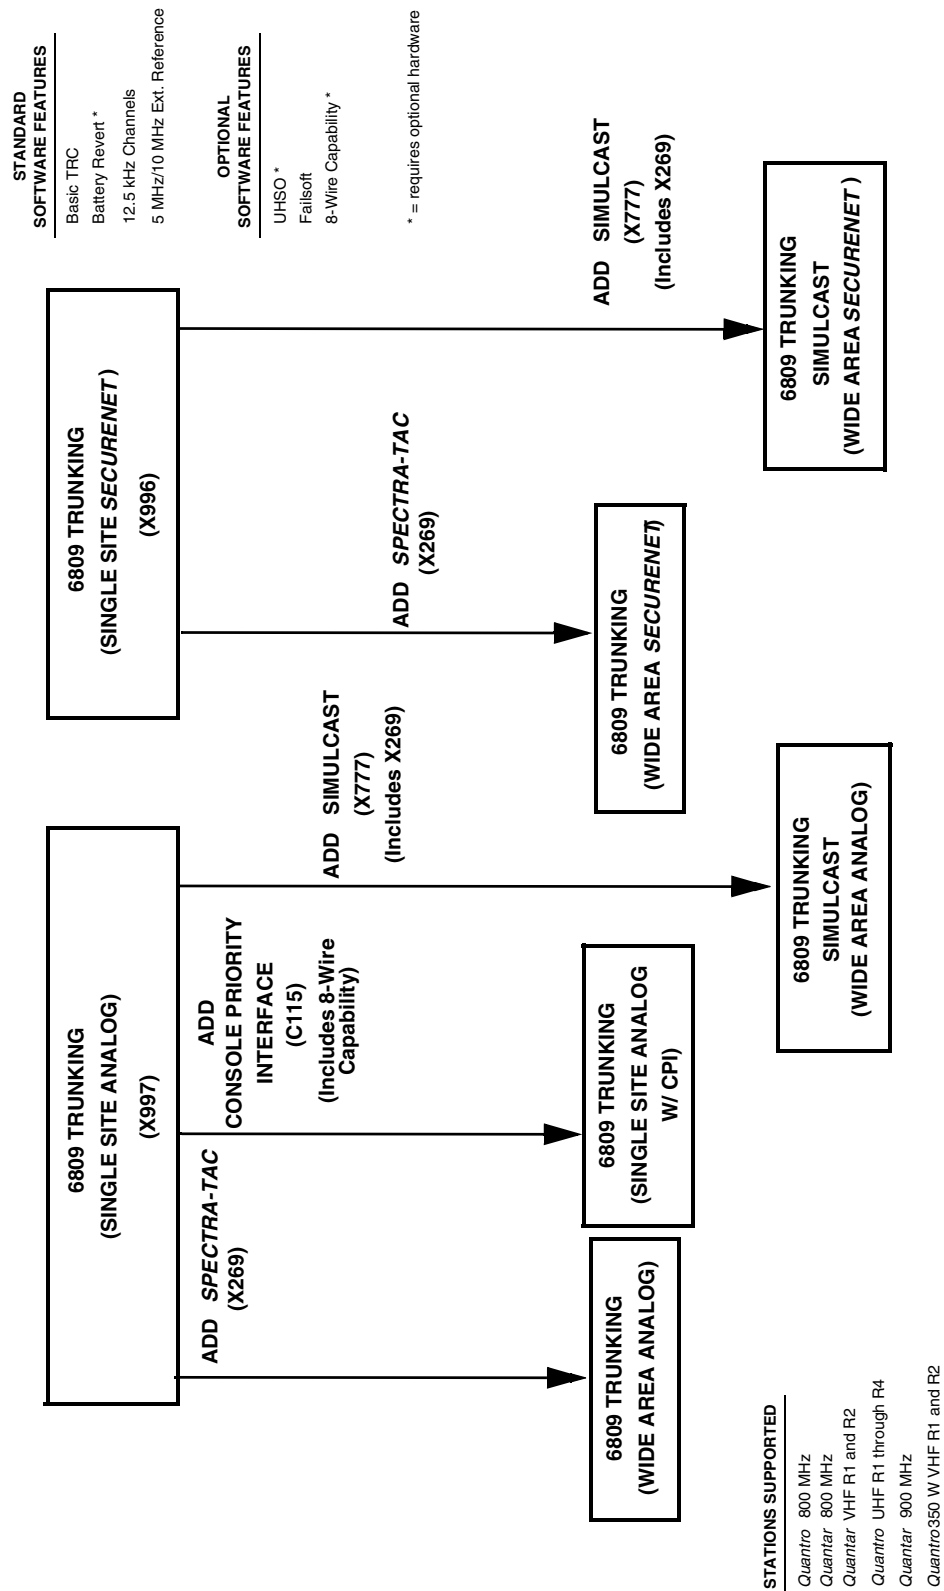 6809 TRUNKING
(SINGLE SITE ANALOG)
(X997)
6809 TRUNKING
(SINGLE SITE SECURENET)
(X996)
STANDARD
SOFTWARE FEATURES
Basic TRC
Battery Revert *
12.5 kHz Channels
5 MHz/10 MHz Ext. Reference
OPTIONAL
SOFTWARE FEATURES
UHSO *
Failsoft
8-Wire Capability *
* = requires optional hardware
ADD SPECTRA-TAC
(X269)
ADD
CONSOLE PRIORITY
INTERFACE
(C115)
(Includes 8-Wire
Capability)
ADD SIMULCAST
(X777)
(Includes X269)
ADD SPECTRA-TAC
(X269)
ADD SIMULCAST
(X777)
(Includes X269)
6809 TRUNKING
(WIDE AREA ANALOG)
6809 TRUNKING
(SINGLE SITE ANALOG
W/ CPI)
6809 TRUNKING
SIMULCAST
(WIDE AREA ANALOG)
6809 TRUNKING
(WIDE AREA SECURENET)
6809 TRUNKING
SIMULCAST
(WIDE AREA SECURENET )
STATIONS SUPPORTED
Quantro 800 MHz
Quantar 800 MHz
Quantar VHF R1 and R2
Quantro UHF R1 through R4
Quantar 900 MHz
Quantro350 W VHF R1 and R2